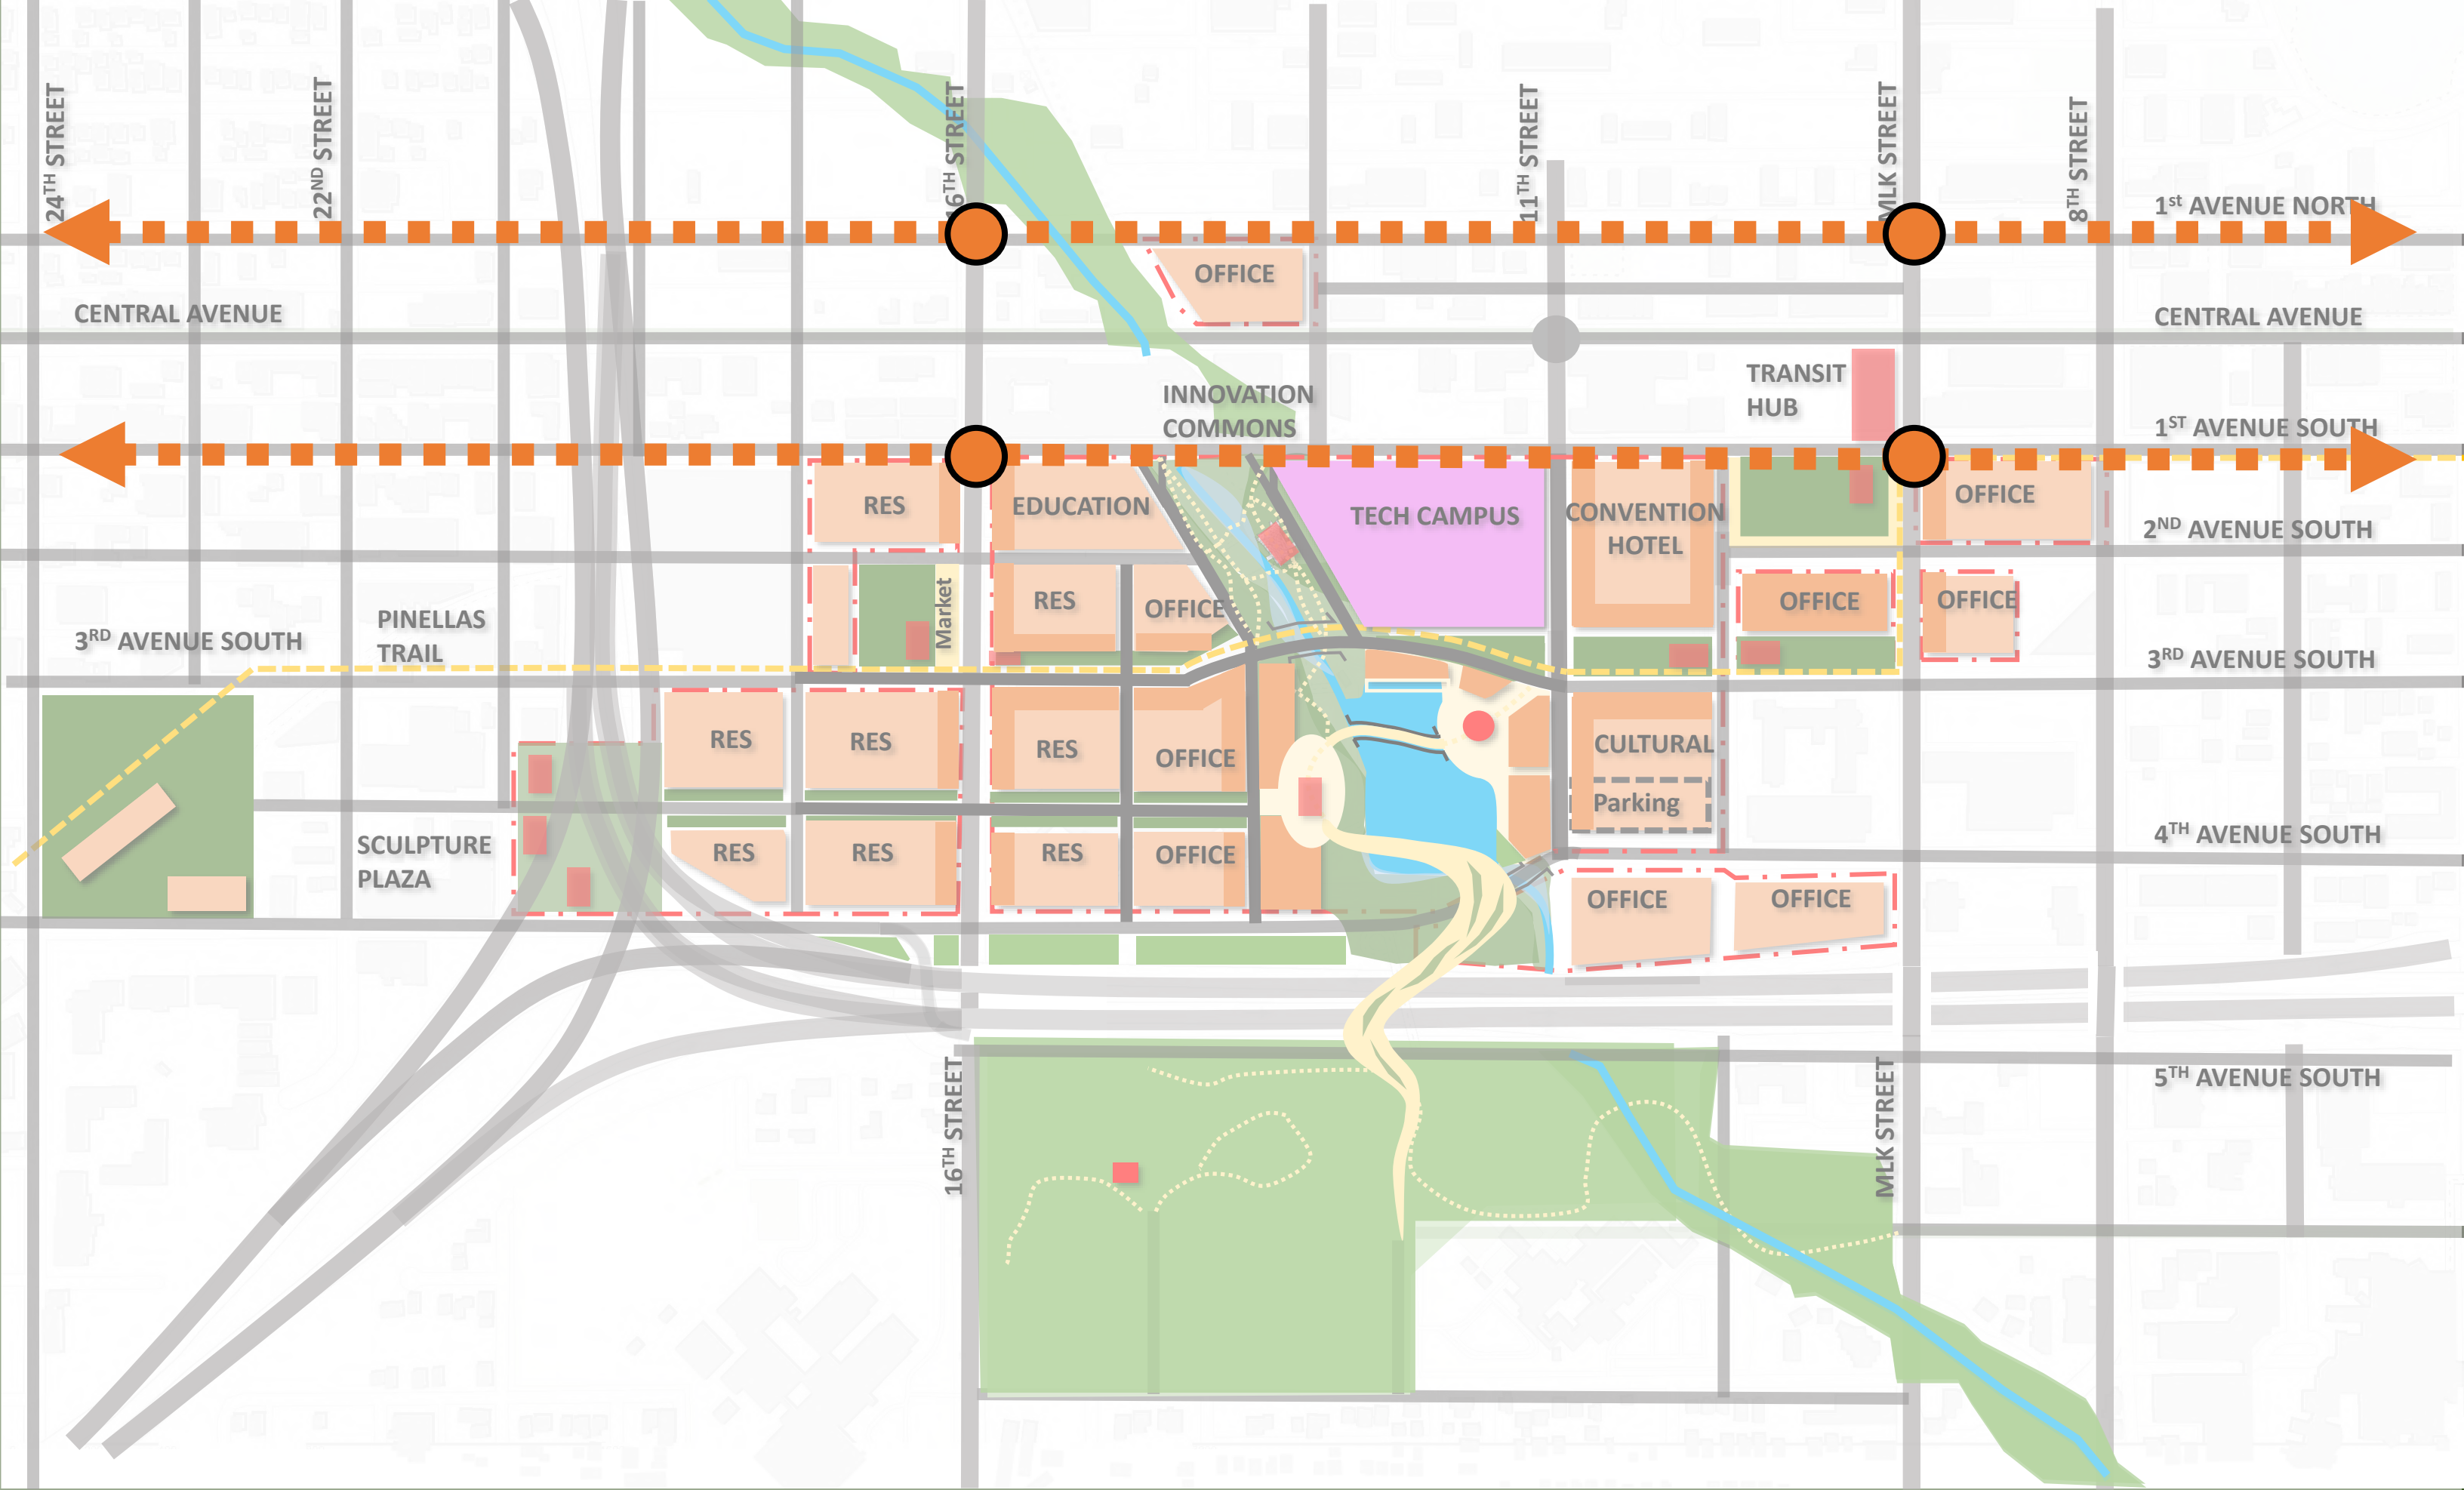 24TH STREET
22ND STREET
16TH STREET
11TH STREET
MLK STREET
8TH STREET
1st AVENUE NORTH
OFFICE
CENTRAL AVENUE
CENTRAL AVENUE
TRANSIT
HUB
INNOVATION
COMMONS
1ST AVENUE SOUTH
RES
EDUCATION
TECH CAMPUS
CONVENTION
HOTEL
OFFICE
2ND AVENUE SOUTH
Market
RES
OFFICE
OFFICE
OFFICE
PINELLAS
TRAIL
3RD AVENUE SOUTH
3RD AVENUE SOUTH
RES
RES
RES
OFFICE
CULTURAL
Parking
SCULPTURE
PLAZA
RES
RES
RES
OFFICE
4TH AVENUE SOUTH
OFFICE
OFFICE
16TH STREET
MLK STREET
5TH AVENUE SOUTH